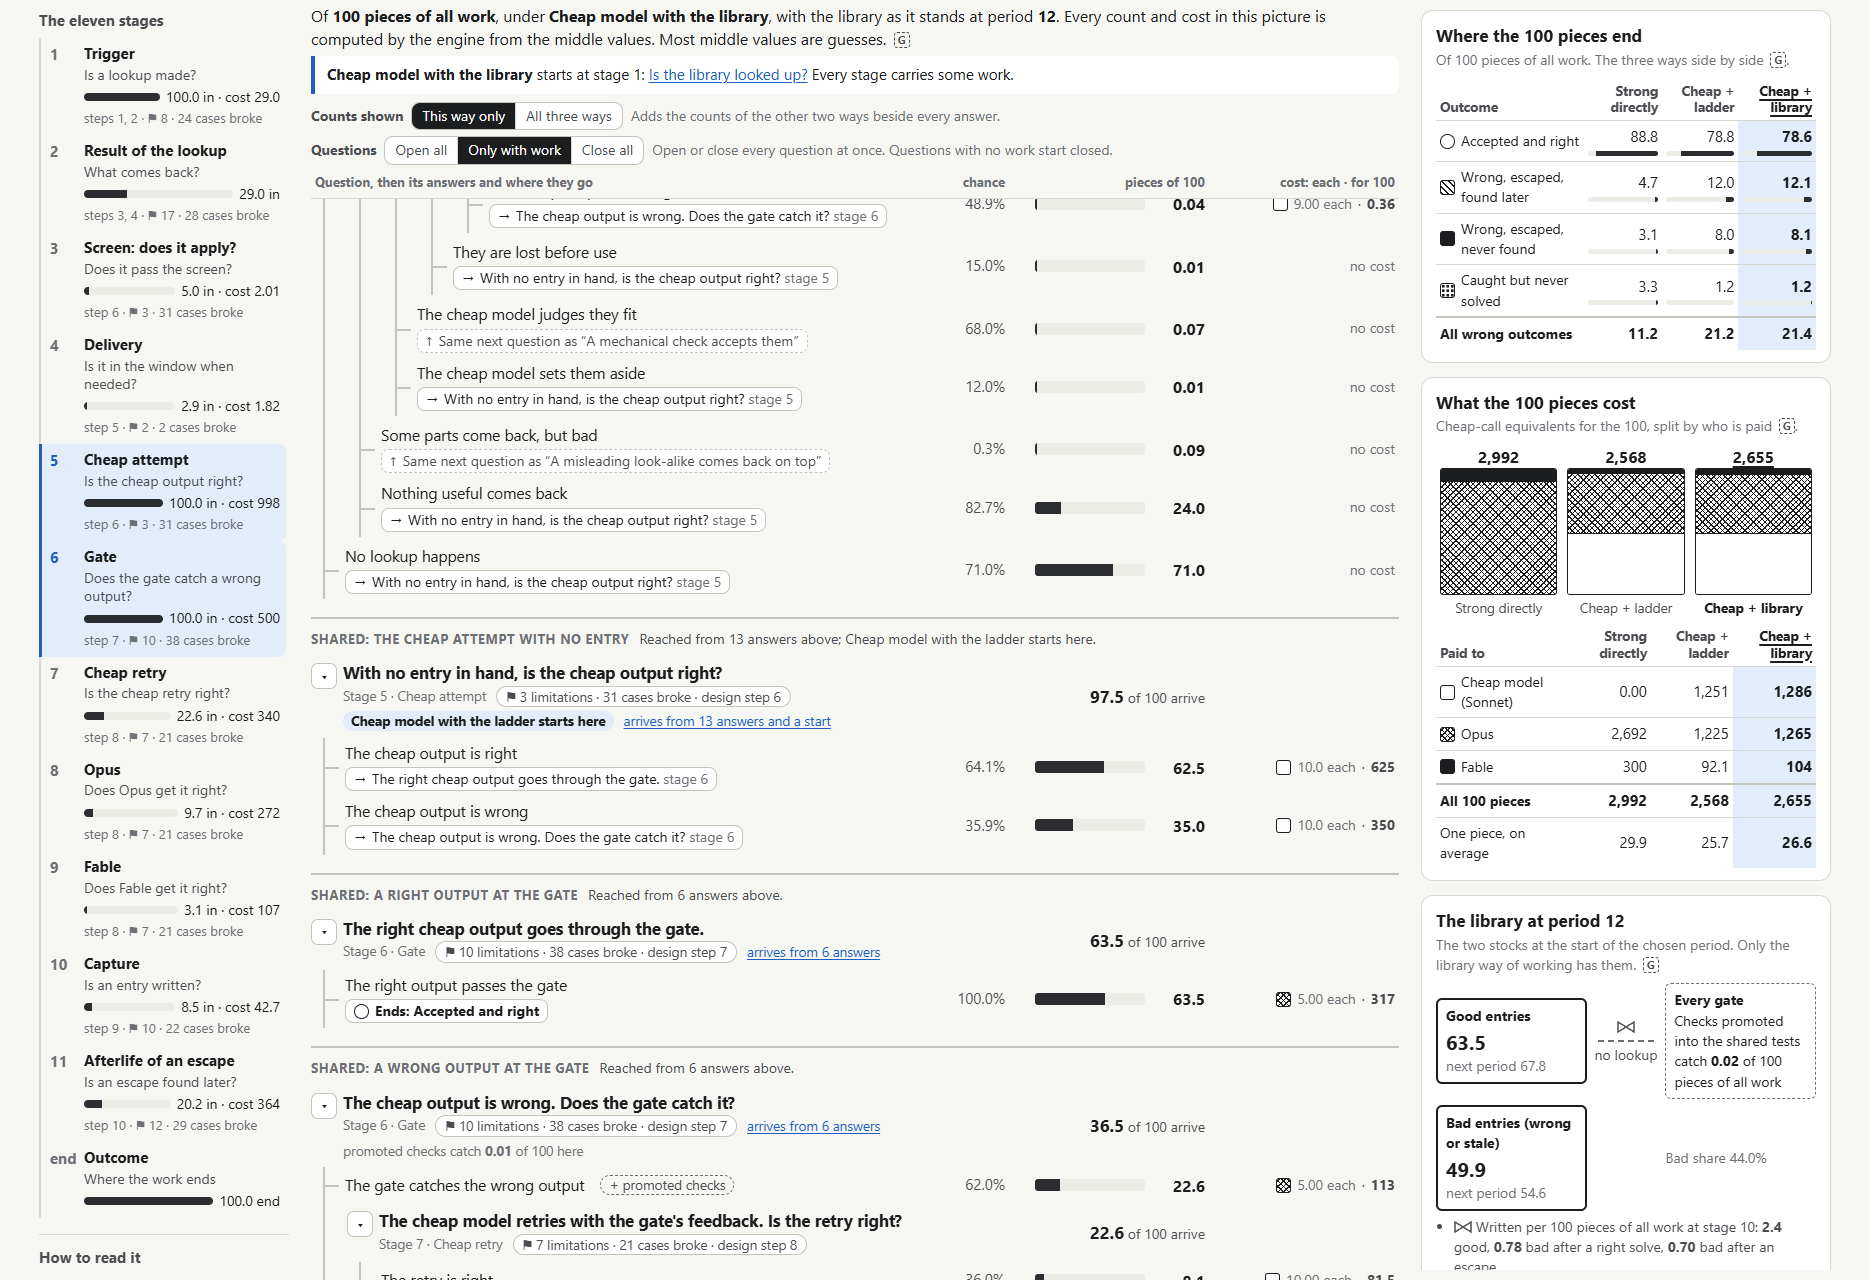 The eleven stages
1 Trigger
Is a lookup made?
100.0 in · cost 29.0
steps 1, 2 · ⚑ 8 · 24 cases broke
2 Result of the lookup
What comes back?
29.0 in
steps 3, 4 · ⚑ 17 · 28 cases broke
3 Screen: does it apply?
Does it pass the screen?
5.0 in · cost 2.01
step 6 · ⚑ 3 · 31 cases broke
4 Delivery
Is it in the window when
needed?
2.9 in · cost 1.82
step 5 · ⚑ 2 · 2 cases broke
5 Cheap attempt
Is the cheap output right?
100.0 in · cost 998
step 6 · ⚑ 3 · 31 cases broke
6 Gate
Does the gate catch a wrong
output?
100.0 in · cost 500
step 7 · ⚑ 10 · 38 cases broke
7 Cheap retry
Is the cheap retry right?
22.6 in · cost 340
step 8 · ⚑ 7 · 21 cases broke
8 Opus
Does Opus get it right?
9.7 in · cost 272
step 8 · ⚑ 7 · 21 cases broke
9 Fable
Does Fable get it right?
3.1 in · cost 107
step 8 · ⚑ 7 · 21 cases broke
10 Capture
Is an entry written?
8.5 in · cost 42.7
step 9 · ⚑ 10 · 22 cases broke
11 Afterlife of an escape
Is an escape found later?
20.2 in · cost 364
step 10 · ⚑ 12 · 29 cases broke
end Outcome
Where the work ends
100.0 end
How to read it
Of 100 pieces of all work, under Cheap model with the library, with the library as it stands at period 12. Every count and cost in this picture is
computed by the engine from the middle values. Most middle values are guesses. G
Cheap model with the library starts at stage 1: Is the library looked up? Every stage carries some work.
Counts shown This way only All three ways Adds the counts of the other two ways beside every answer.
Questions Open all Only with work Close all Open or close every question at once. Questions with no work start closed.
Question, then its answers and where they go chance pieces of 100 cost: each · for 100
48.9% 0.04 9.00 each · 0.36
→ The cheap output is wrong. Does the gate catch it? stage 6
They are lost before use
15.0% 0.01 no cost
→ With no entry in hand, is the cheap output right? stage 5
The cheap model judges they fit
68.0% 0.07 no cost
↑ Same next question as “A mechanical check accepts them”
The cheap model sets them aside
12.0% 0.01 no cost
→ With no entry in hand, is the cheap output right? stage 5
Some parts come back, but bad
0.3% 0.09 no cost
↑ Same next question as “A misleading look-alike comes back on top”
Nothing useful comes back
82.7% 24.0 no cost
→ With no entry in hand, is the cheap output right? stage 5
No lookup happens
71.0% 71.0 no cost
→ With no entry in hand, is the cheap output right? stage 5
SHARED: THE CHEAP ATTEMPT WITH NO ENTRY Reached from 13 answers above; Cheap model with the ladder starts here.
With no entry in hand, is the cheap output right?
Stage 5 · Cheap attempt ⚑ 3 limitations · 31 cases broke · design step 6 97.5 of 100 arrive
Cheap model with the ladder starts here arrives from 13 answers and a start
The cheap output is right
64.1% 62.5 10.0 each · 625
→ The right cheap output goes through the gate. stage 6
The cheap output is wrong
35.9% 35.0 10.0 each · 350
→ The cheap output is wrong. Does the gate catch it? stage 6
SHARED: A RIGHT OUTPUT AT THE GATE Reached from 6 answers above.
The right cheap output goes through the gate.
63.5 of 100 arrive
Stage 6 · Gate ⚑ 10 limitations · 38 cases broke · design step 7 arrives from 6 answers
The right output passes the gate
100.0% 63.5 5.00 each · 317
Ends: Accepted and right
SHARED: A WRONG OUTPUT AT THE GATE Reached from 6 answers above.
The cheap output is wrong. Does the gate catch it?
Stage 6 · Gate ⚑ 10 limitations · 38 cases broke · design step 7 arrives from 6 answers 36.5 of 100 arrive
promoted checks catch 0.01 of 100 here
The gate catches the wrong output + promoted checks 62.0% 22.6 5.00 each · 113
The cheap model retries with the gate's feedback. Is the retry right?
22.6 of 100 arrive
Stage 7 · Cheap retry ⚑ 7 limitations · 21 cases broke · design step 8
The retry is right 36.0% 8.1 10.00 each · 81.5
Where the 100 pieces end
Of 100 pieces of all work. The three ways side by side G.
Outcome Strong directly Cheap + ladder Cheap + library
Accepted and right 88.8 78.8 78.6
Wrong, escaped, found later 4.7 12.0 12.1
Wrong, escaped, never found 3.1 8.0 8.1
Caught but never solved 3.3 1.2 1.2
All wrong outcomes 11.2 21.2 21.4
What the 100 pieces cost
Cheap-call equivalents for the 100, split by who is paid G.
2,992 2,568 2,655
Strong directly Cheap + ladder Cheap + library
Paid to Strong directly Cheap + ladder Cheap + library
Cheap model (Sonnet) 0.00 1,251 1,286
Opus 2,692 1,225 1,265
Fable 300 92.1 104
All 100 pieces 2,992 2,568 2,655
One piece, on average 29.9 25.7 26.6
The library at period 12
The two stocks at the start of the chosen period. Only the
library way of working has them. G
Good entries
63.5
next period 67.8
no lookup
Every gate
Checks promoted
into the shared tests
catch 0.02 of 100
pieces of all work
Bad entries (wrong
or stale)
49.9
next period 54.6
Bad share 44.0%
• ⋈ Written per 100 pieces of all work at stage 10: 2.4
good, 0.78 bad after a right solve, 0.70 bad after an
escape